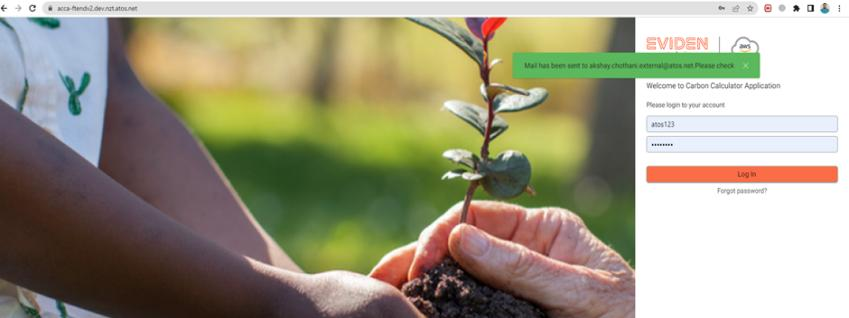 acca-ftendv2.dev.nzt.atos.net
EVIDEN
aws
Mail has been sent to akshay.chothani.external@atos.net.Please check
Welcome to Carbon Calculator Application
Please login to your account
atos123
••••••••
Log In
Forgot password?